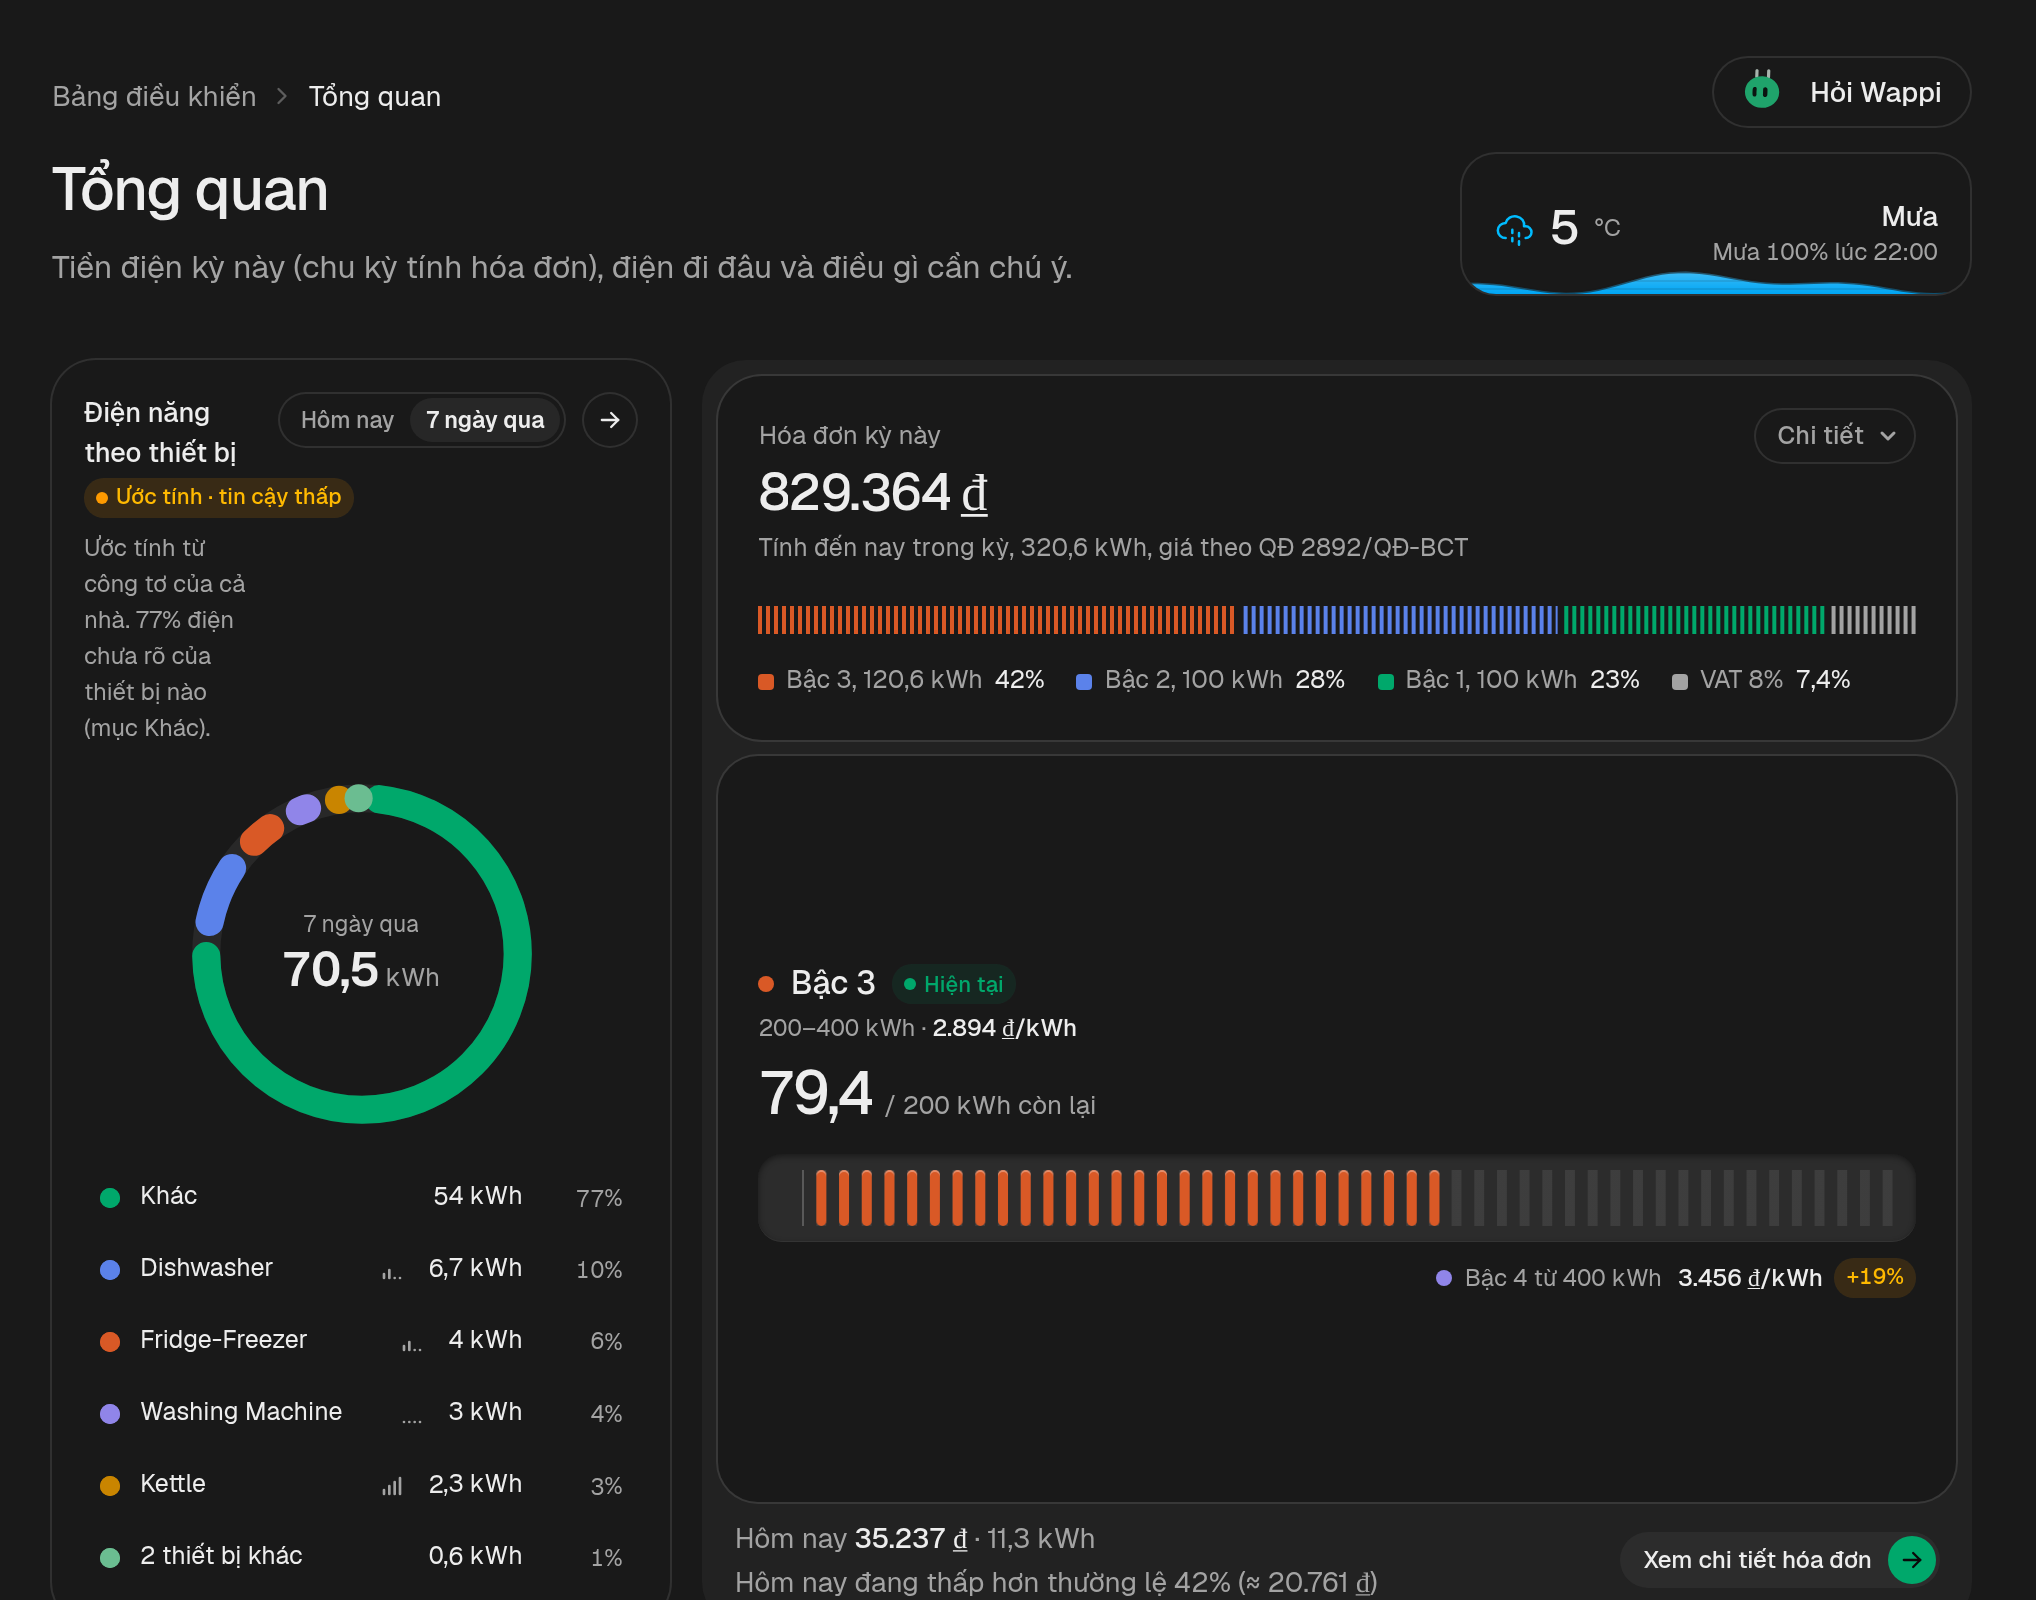 Bảng điều khiển > Tổng quan
Hỏi Wappi
Tổng quan
Tiền điện kỳ này (chu kỳ tính hóa đơn), điện đi đâu và điều gì cần chú ý.
5 °C
Mưa
Mưa 100% lúc 22:00
Điện năng
theo thiết bị
Hôm nay
7 ngày qua
Ước tính · tin cậy thấp
Ước tính từ
công tơ của cả
nhà. 77% điện
chưa rõ của
thiết bị nào
(mục Khác).
7 ngày qua
70,5 kWh
Khác 54 kWh 77%
Dishwasher 6,7 kWh 10%
Fridge-Freezer 4 kWh 6%
Washing Machine 3 kWh 4%
Kettle 2,3 kWh 3%
2 thiết bị khác 0,6 kWh 1%
Hóa đơn kỳ này
Chi tiết
829.364 ₫
Tính đến nay trong kỳ, 320,6 kWh, giá theo QĐ 2892/QĐ-BCT
Bậc 3, 120,6 kWh 42% Bậc 2, 100 kWh 28% Bậc 1, 100 kWh 23% VAT 8% 7,4%
Bậc 3 Hiện tại
200–400 kWh · 2.894 ₫/kWh
79,4 / 200 kWh còn lại
Bậc 4 từ 400 kWh 3.456 ₫/kWh +19%
Hôm nay 35.237 ₫ · 11,3 kWh
Hôm nay đang thấp hơn thường lệ 42% (≈ 20.761 ₫)
Xem chi tiết hóa đơn